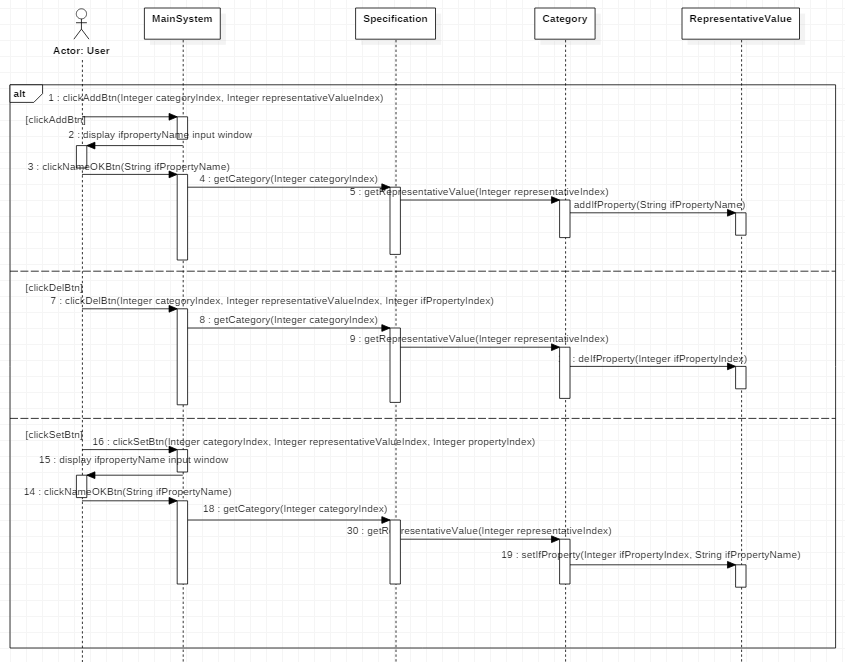 MainSystem
Specification
Category
RepresentativeValue
Actor: User
alt
1 : clickAddBtn(Integer categoryIndex, Integer representativeValueIndex)
[clickAddBtn]
2 : display ifpropertyName input window
3 : clickNameOKBtn(String ifPropertyName)
4 : getCategory(Integer categoryIndex)
5 : getRepresentativeValue(Integer representativeIndex)
addIfProperty(String ifPropertyName)
[clickDelBtn]
7 : clickDelBtn(Integer categoryIndex, Integer representativeValueIndex, Integer ifPropertyIndex)
8 : getCategory(Integer categoryIndex)
9 : getRepresentativeValue(Integer representativeIndex)
: delfProperty(Integer ifPropertyIndex)
[clickSetBtn]
16 : clickSetBtn(Integer categoryIndex, Integer representativeValueIndex, Integer propertyIndex)
15 : display ifpropertyName input window
14 : clickNameOKBtn(String ifPropertyName)
18 : getCategory(Integer categoryIndex)
30 : getRepresentativeValue(Integer representativeIndex)
19 : setIfProperty(Integer ifPropertyIndex, String ifPropertyName)